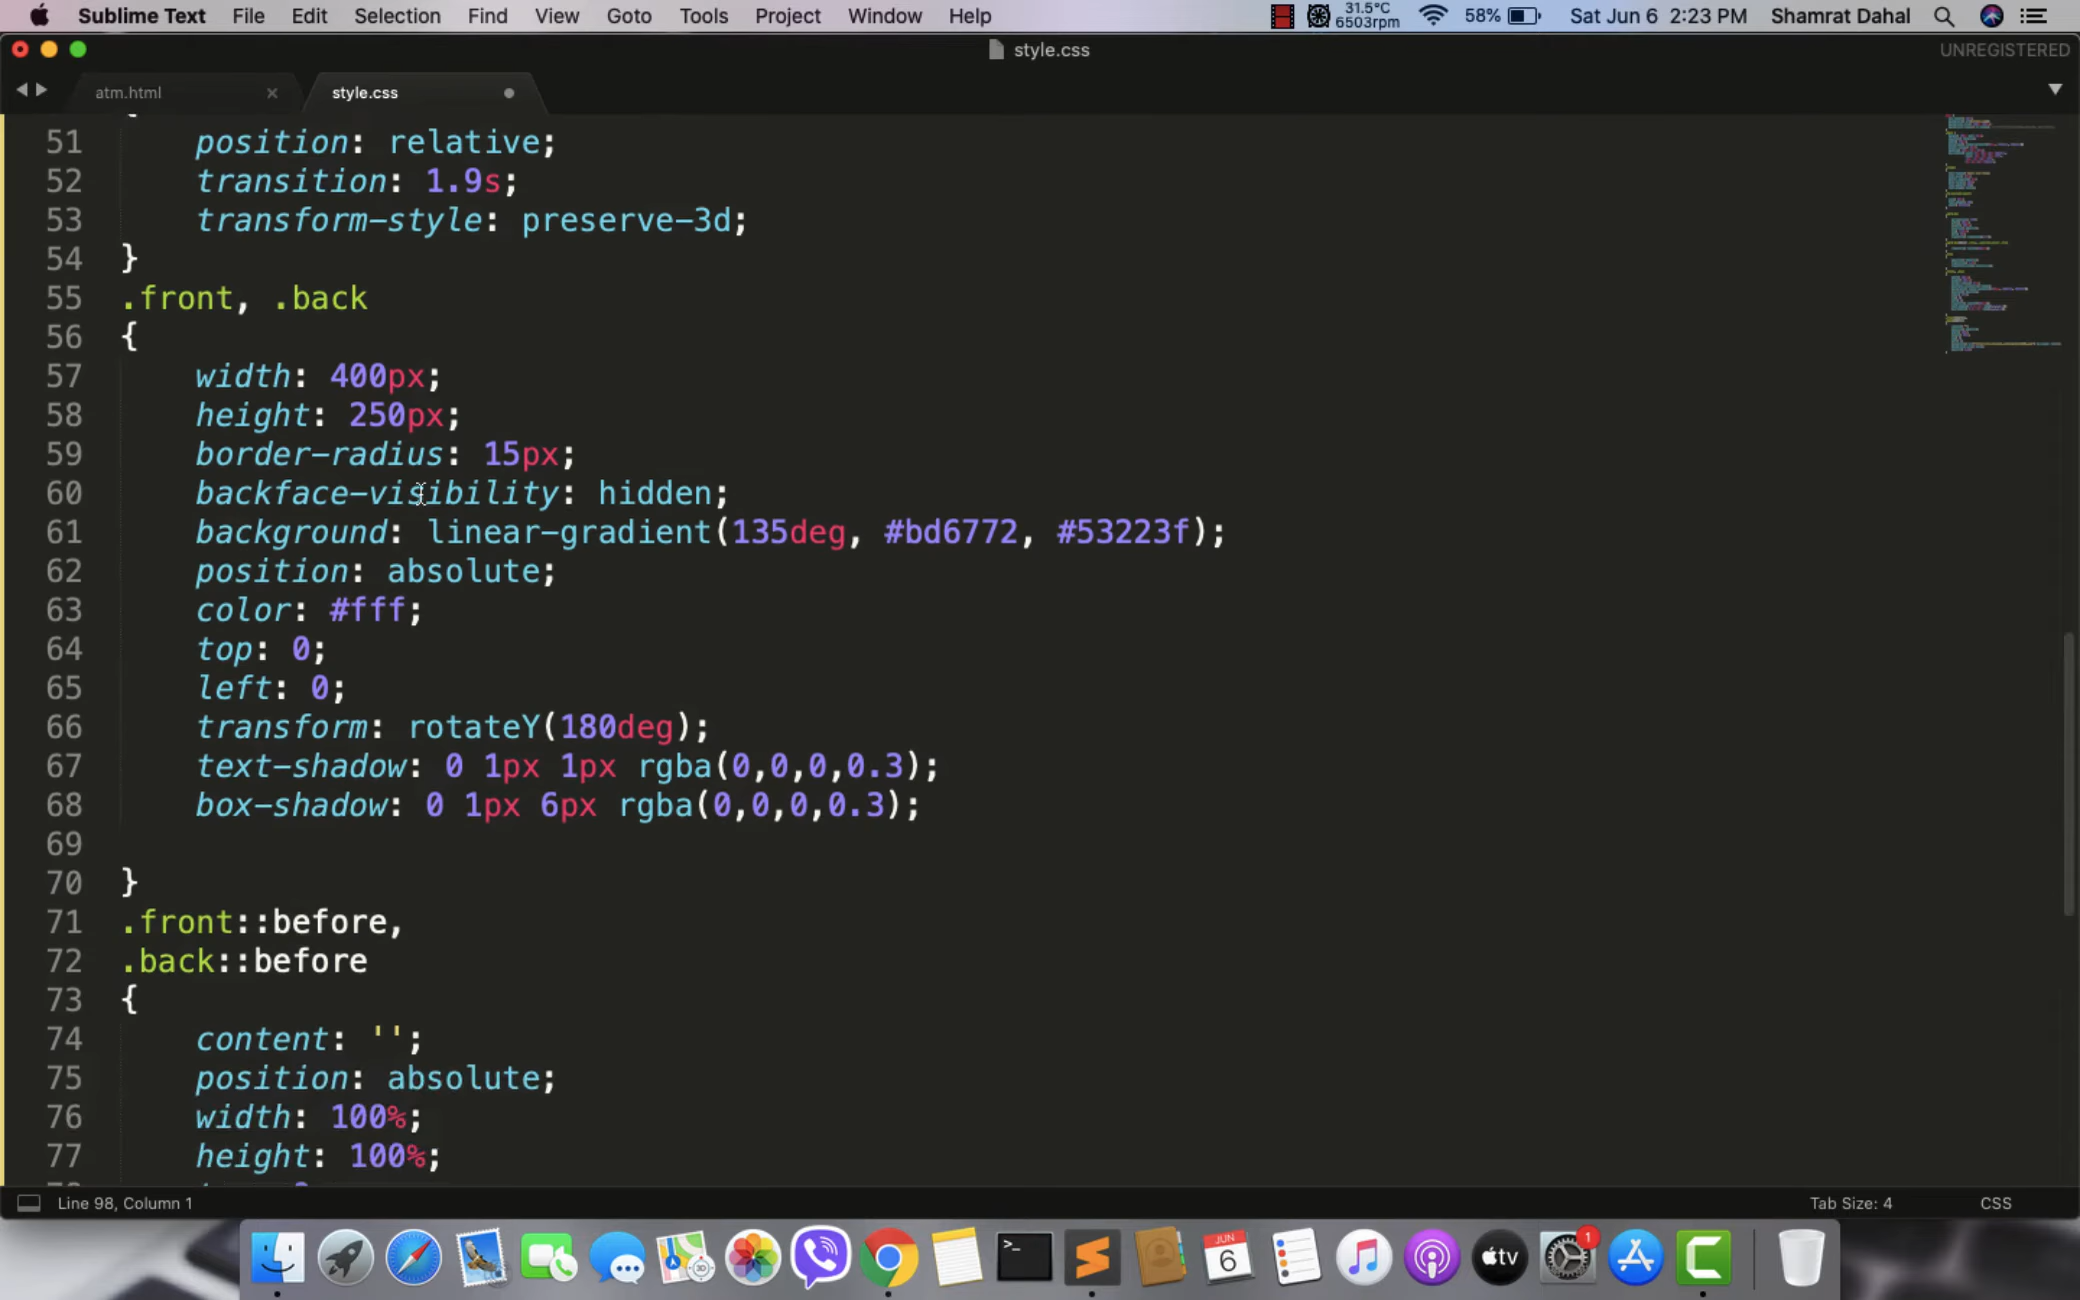 Sublime Text File Edit Selection Find View Goto Tools Project Window Help 31.5°C 6503rpm 58% Sat Jun 6 2:23 PM Shamrat Dahal
style.css UNREGISTERED
atm.html × style.css
{
51 position: relative;
52 transition: 1.9s;
53 transform-style: preserve-3d;
54 }
55 .front, .back
56 {
57 width: 400px;
58 height: 250px;
59 border-radius: 15px;
60 backface-visibility: hidden;
61 background: linear-gradient(135deg, #bd6772, #53223f);
62 position: absolute;
63 color: #fff;
64 top: 0;
65 left: 0;
66 transform: rotateY(180deg);
67 text-shadow: 0 1px 1px rgba(0,0,0,0.3);
68 box-shadow: 0 1px 6px rgba(0,0,0,0.3);
69
70 }
71 .front::before,
72 .back::before
73 {
74 content: '';
75 position: absolute;
76 width: 100%;
77 height: 100%;
Line 98, Column 1 Tab Size: 4 CSS
>_ JUN 6 tv 1
3D